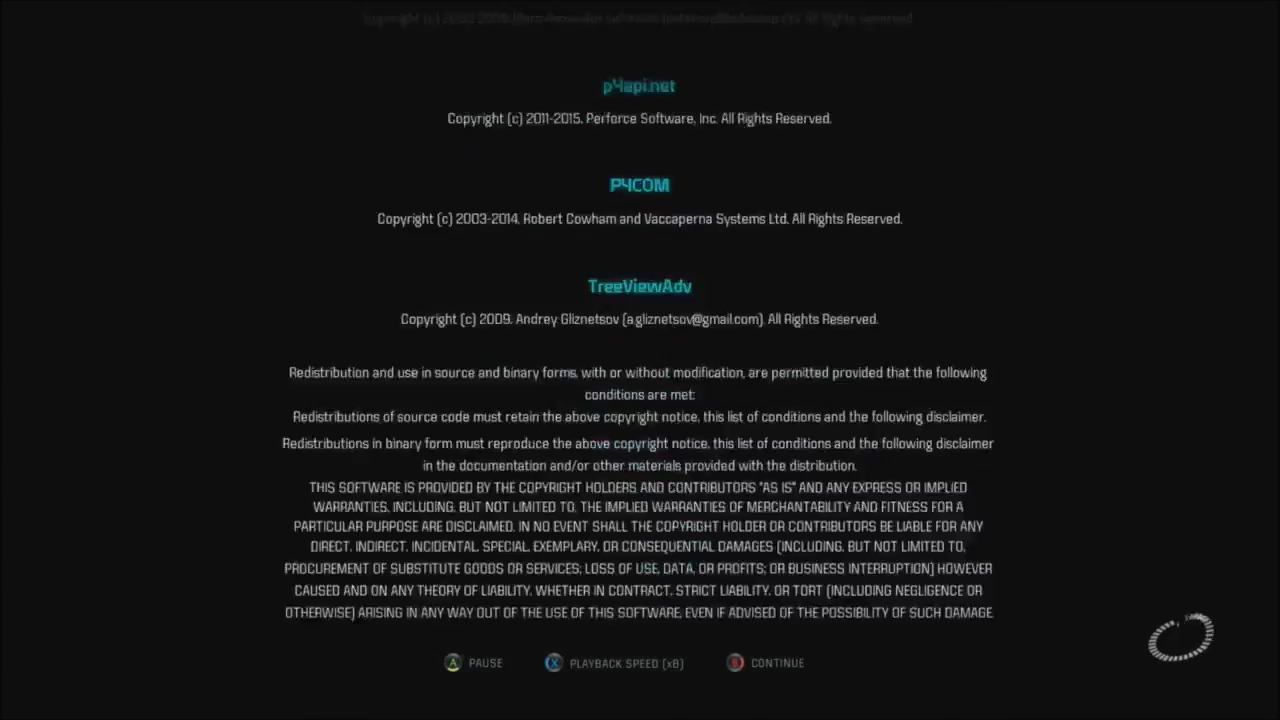 p4api.net
Copyright (c) 2011-2015, Perforce Software, Inc. All Rights Reserved.
P4COM
Copyright (c) 2003-2014, Robert Cowham and Vaccaperna Systems Ltd. All Rights Reserved.
TreeViewAdv
Copyright (c) 2009, Andrey Gliznetsov (a.gliznetsov@gmail.com). All Rights Reserved.
Redistribution and use in source and binary forms, with or without modification, are permitted provided that the following
conditions are met:
Redistributions of source code must retain the above copyright notice, this list of conditions and the following disclaimer.
Redistributions in binary form must reproduce the above copyright notice, this list of conditions and the following disclaimer
in the documentation and/or other materials provided with the distribution.
THIS SOFTWARE IS PROVIDED BY THE COPYRIGHT HOLDERS AND CONTRIBUTORS "AS IS" AND ANY EXPRESS OR IMPLIED
WARRANTIES, INCLUDING, BUT NOT LIMITED TO, THE IMPLIED WARRANTIES OF MERCHANTABILITY AND FITNESS FOR A
PARTICULAR PURPOSE ARE DISCLAIMED. IN NO EVENT SHALL THE COPYRIGHT HOLDER OR CONTRIBUTORS BE LIABLE FOR ANY
DIRECT, INDIRECT, INCIDENTAL, SPECIAL, EXEMPLARY, OR CONSEQUENTIAL DAMAGES (INCLUDING, BUT NOT LIMITED TO,
PROCUREMENT OF SUBSTITUTE GOODS OR SERVICES; LOSS OF USE, DATA, OR PROFITS; OR BUSINESS INTERRUPTION) HOWEVER
CAUSED AND ON ANY THEORY OF LIABILITY, WHETHER IN CONTRACT, STRICT LIABILITY, OR TORT (INCLUDING NEGLIGENCE OR
OTHERWISE) ARISING IN ANY WAY OUT OF THE USE OF THIS SOFTWARE, EVEN IF ADVISED OF THE POSSIBILITY OF SUCH DAMAGE.
A PAUSE X PLAYBACK SPEED (x8) B CONTINUE